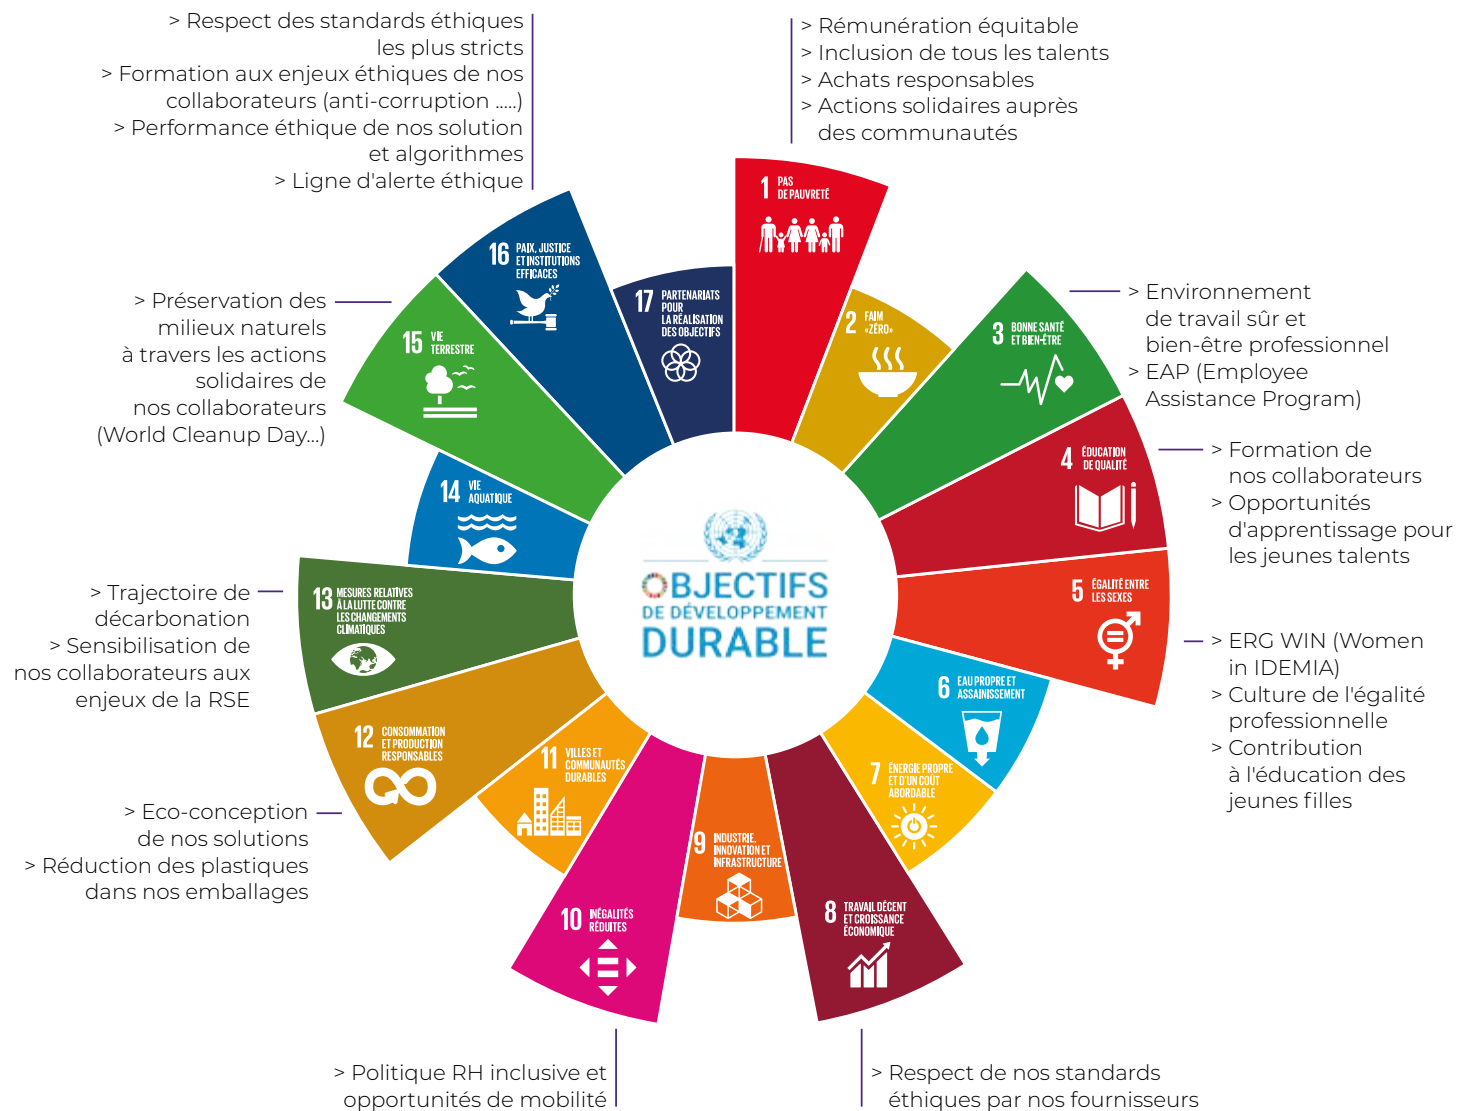 > Respect des standards éthiques
les plus stricts
> Formation aux enjeux éthiques de nos
collaborateurs (anti-corruption .....)
> Performance éthique de nos solution
et algorithmes
> Ligne d'alerte éthique
> Rémunération équitable
> Inclusion de tous les talents
> Achats responsables
> Actions solidaires auprès
des communautés
1 PAS
DE PAUVRETÉ
2 FAIM
«ZÉRO»
3 BONNE SANTÉ
ET BIEN-ÊTRE
> Environnement
de travail sûr et
bien-être professionnel
> EAP (Employee
Assistance Program)
4 ÉDUCATION
DE QUALITÉ
> Formation de
nos collaborateurs
> Opportunités
d'apprentissage pour
les jeunes talents
5 ÉGALITÉ ENTRE
LES SEXES
> ERG WIN (Women
in IDEMIA)
> Culture de l'égalité
professionnelle
> Contribution
à l'éducation des
jeunes filles
6 EAU PROPRE ET
ASSAINISSEMENT
7 ÉNERGIE PROPRE
ET D'UN COÛT
ABORDABLE
8 TRAVAIL DÉCENT
ET CROISSANCE
ÉCONOMIQUE
> Respect de nos standards
éthiques par nos fournisseurs
9 INDUSTRIE,
INNOVATION ET
INFRASTRUCTURE
10 INÉGALITÉS
RÉDUITES
> Politique RH inclusive et
opportunités de mobilité
11 VILLES ET
COMMUNAUTÉS
DURABLES
12 CONSOMMATION
ET PRODUCTION
RESPONSABLES
> Eco-conception
de nos solutions
> Réduction des plastiques
dans nos emballages
13 MESURES RELATIVES
À LA LUTTE CONTRE
LES CHANGEMENTS
CLIMATIQUES
> Trajectoire de
décarbonation
> Sensibilisation de
nos collaborateurs aux
enjeux de la RSE
14 VIE
AQUATIQUE
15 VIE
TERRESTRE
> Préservation des
milieux naturels
à travers les actions
solidaires de
nos collaborateurs
(World Cleanup Day...)
16 PAIX, JUSTICE
ET INSTITUTIONS
EFFICACES
17 PARTENARIATS
POUR
LA RÉALISATION
DES OBJECTIFS
OBJECTIFS
DE DÉVELOPPEMENT
DURABLE